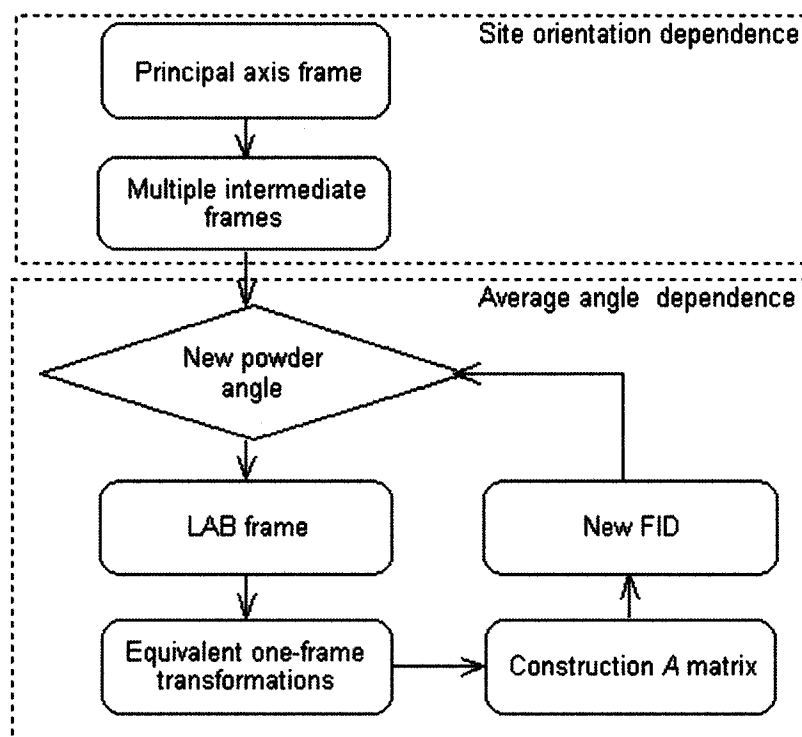 Site orientation dependence
Principal axis frame
Multiple intermediate
frames
Average angle dependence
New powder
angle
LAB frame
New FID
Equivalent one-frame
transformations
Construction A matrix